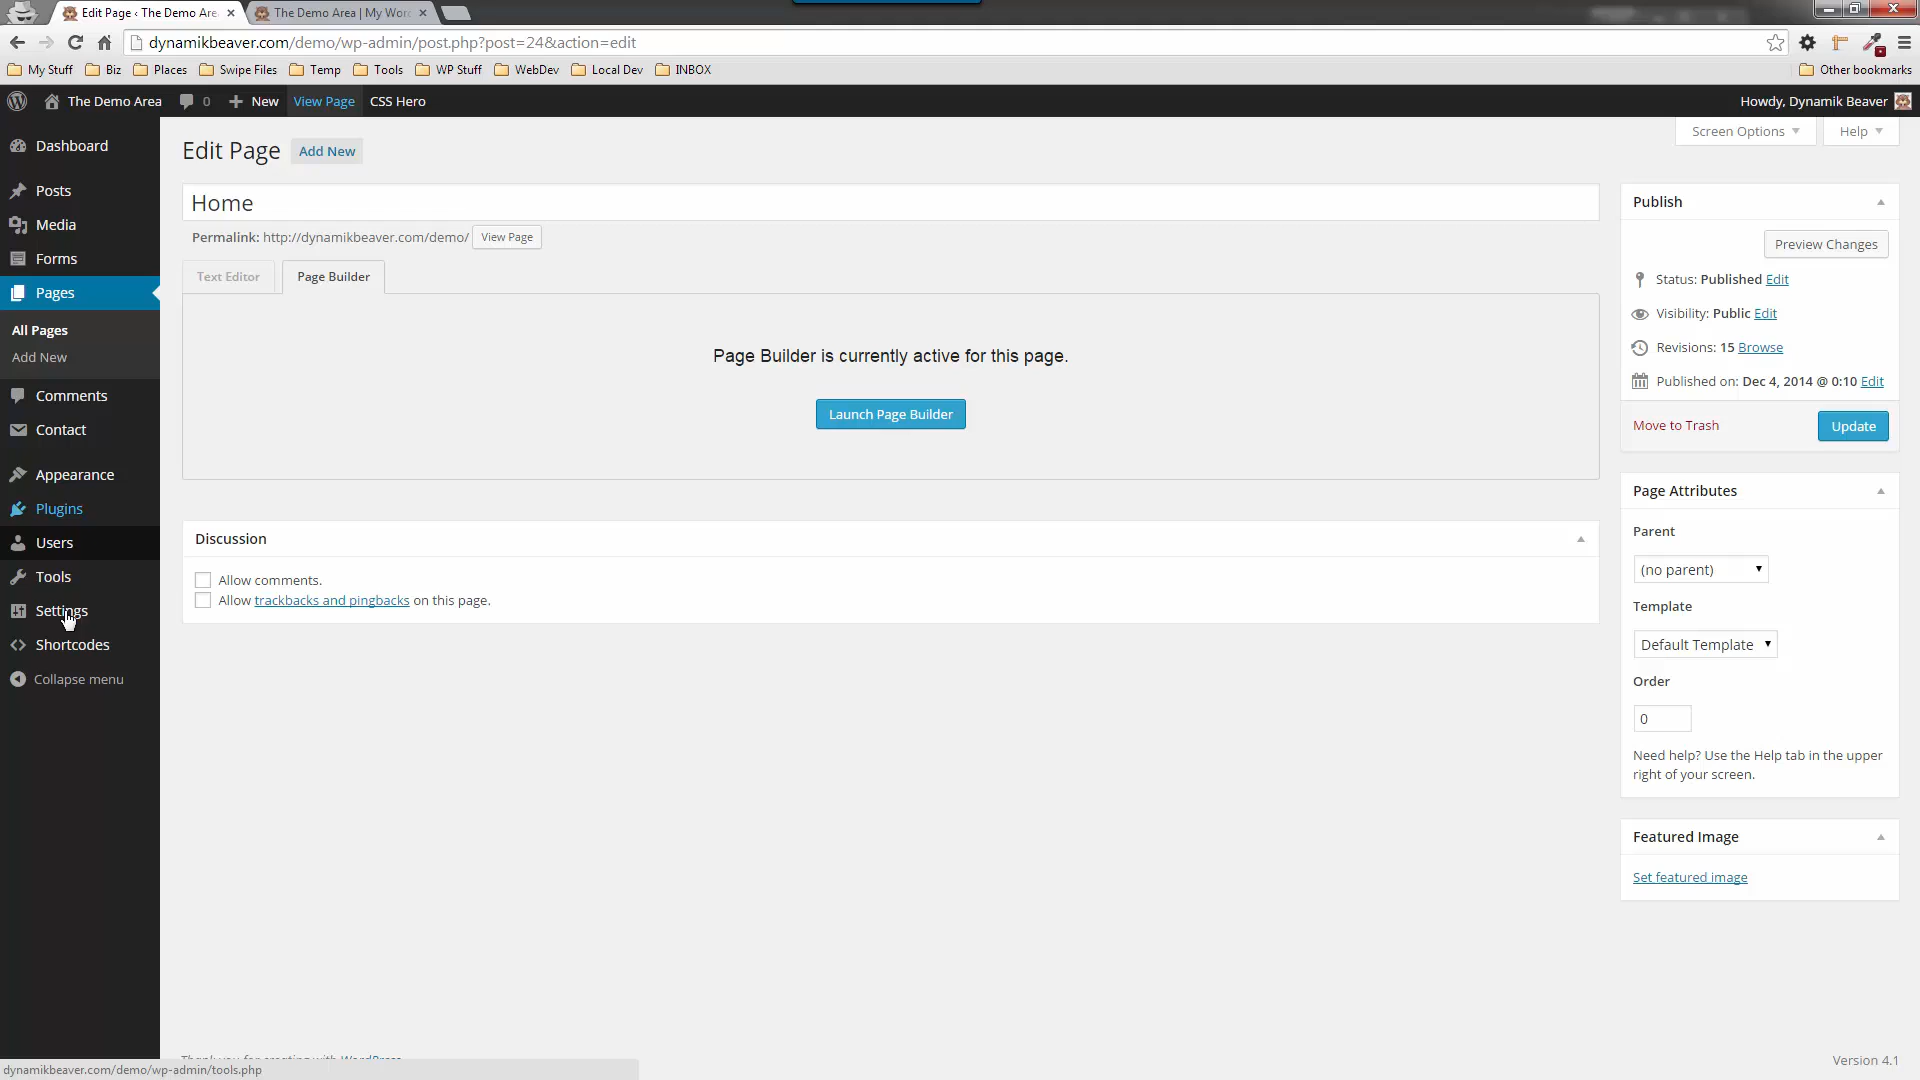 Edit Page ‹ The Demo Are
The Demo Area | My Wor
dynamikbeaver.com/demo/wp-admin/post.php?post=24&action=edit
My Stuff Biz Places Swipe Files Temp Tools WP Stuff WebDev Local Dev INBOX Other bookmarks
The Demo Area 0 New View Page CSS Hero Howdy, Dynamik Beaver
Screen Options Help
Dashboard
Posts
Media
Forms
Pages
All Pages
Add New
Comments
Contact
Appearance
Plugins
Users
Tools
Settings
Shortcodes
Collapse menu
Edit Page Add New
Home
Permalink: http://dynamikbeaver.com/demo/ View Page
Text Editor Page Builder
Page Builder is currently active for this page.
Launch Page Builder
Discussion
Allow comments.
Allow trackbacks and pingbacks on this page.
Publish
Preview Changes
Status: Published Edit
Visibility: Public Edit
Revisions: 15 Browse
Published on: Dec 4, 2014 @ 0:10 Edit
Move to Trash Update
Page Attributes
Parent
(no parent)
Template
Default Template
Order
0
Need help? Use the Help tab in the upper
right of your screen.
Featured Image
Set featured image
Thank you for creating with WordPress
Version 4.1
dynamikbeaver.com/demo/wp-admin/tools.php